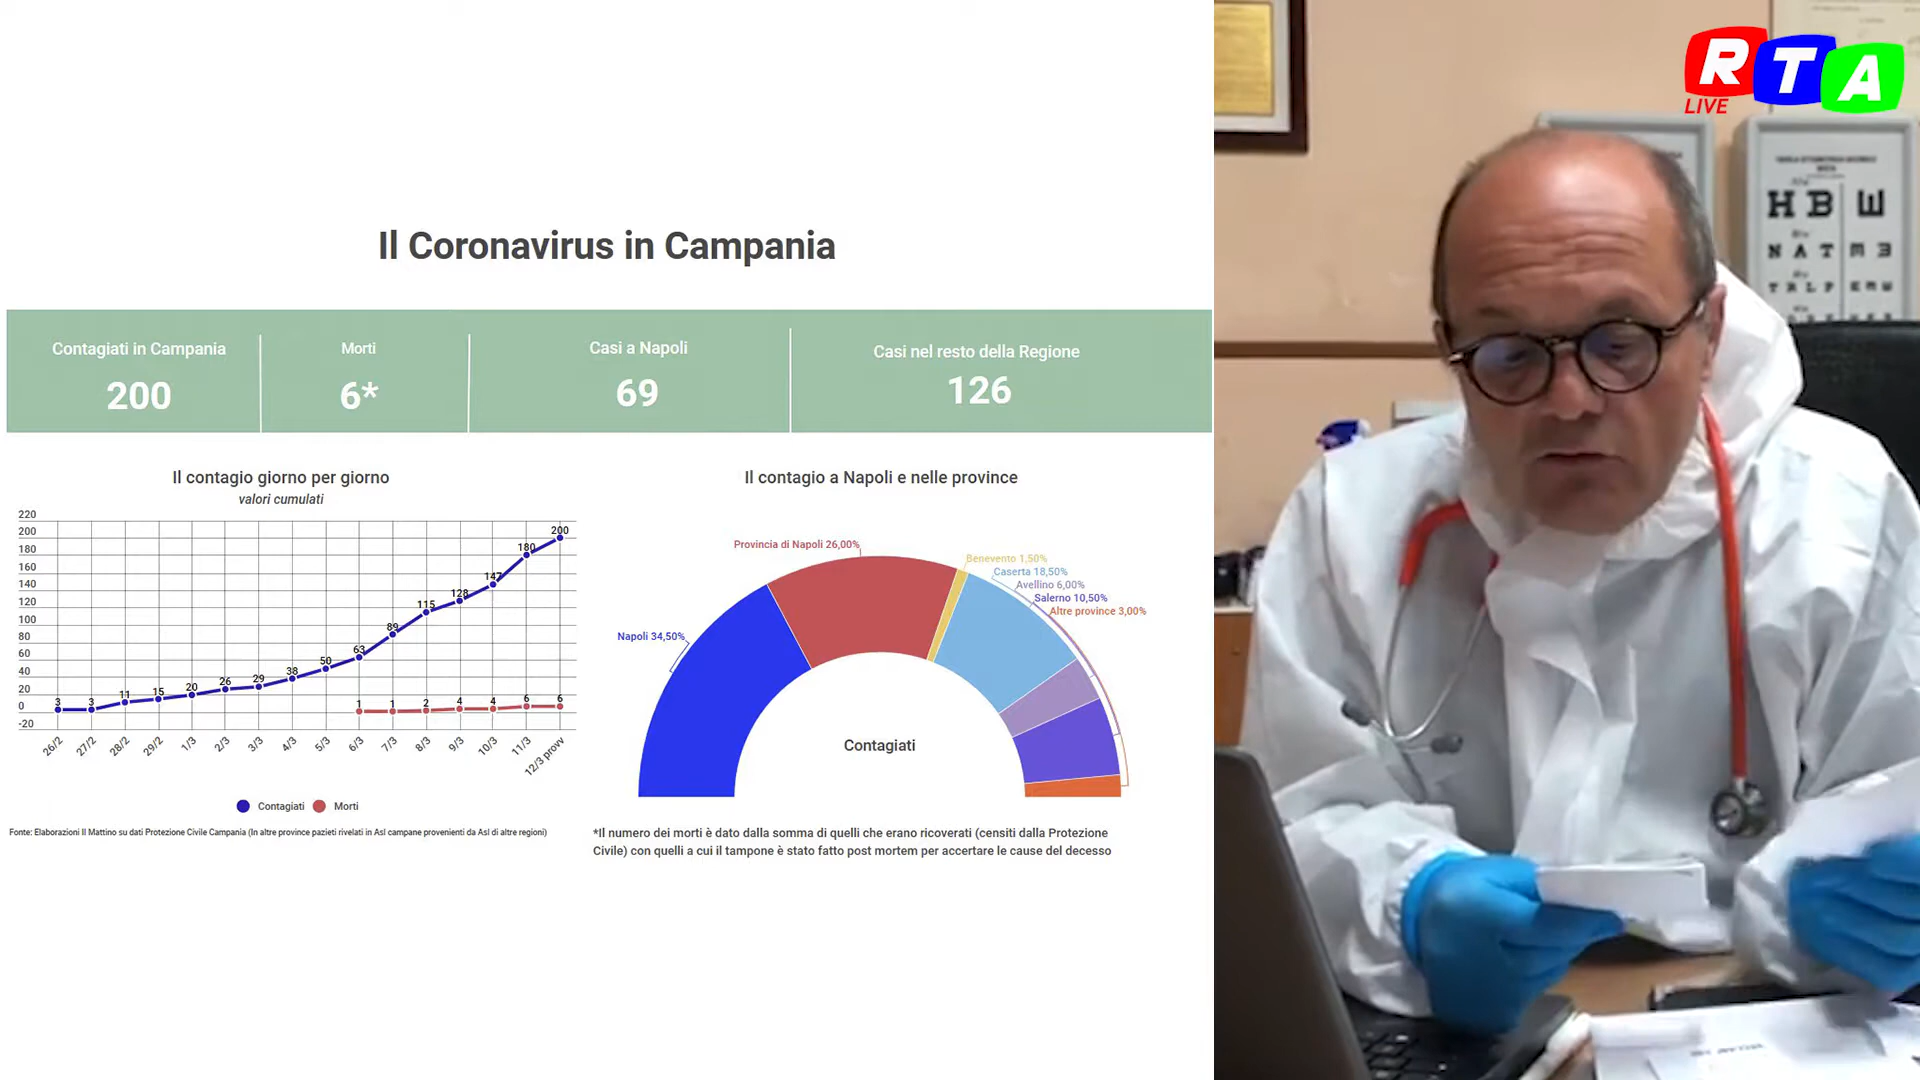 RTA
LIVE
Il Coronavirus in Campania
Contagiati in Campania
200
Morti
6*
Casi a Napoli
69
Casi nel resto della Regione
126
Il contagio giorno per giorno
valori cumulati
220
200
180
160
140
120
100
80
60
40
20
0
-20
3 3 11 15 20 26 29 38 50 63 89 115 128 147 180 200
1 1 2 4 4 6 6
26/2 27/2 28/2 29/2 1/3 2/3 3/3 4/3 5/3 6/3 7/3 8/3 9/3 10/3 11/3 12/3 provv
Contagiati Morti
Fonte: Elaborazioni Il Mattino su dati Protezione Civile Campania (In altre province pazieti rivelati in Asl campane provenienti da Asl di altre regioni)
Il contagio a Napoli e nelle province
Napoli 34,50%
Provincia di Napoli 26,00%
Benevento 1,50%
Caserta 18,50%
Avellino 6,00%
Salerno 10,50%
Altre province 3,00%
Contagiati
*Il numero dei morti è dato dalla somma di quelli che erano ricoverati (censiti dalla Protezione
Civile) con quelli a cui il tampone è stato fatto post mortem per accertare le cause del decesso
H B
N A T
T R L P